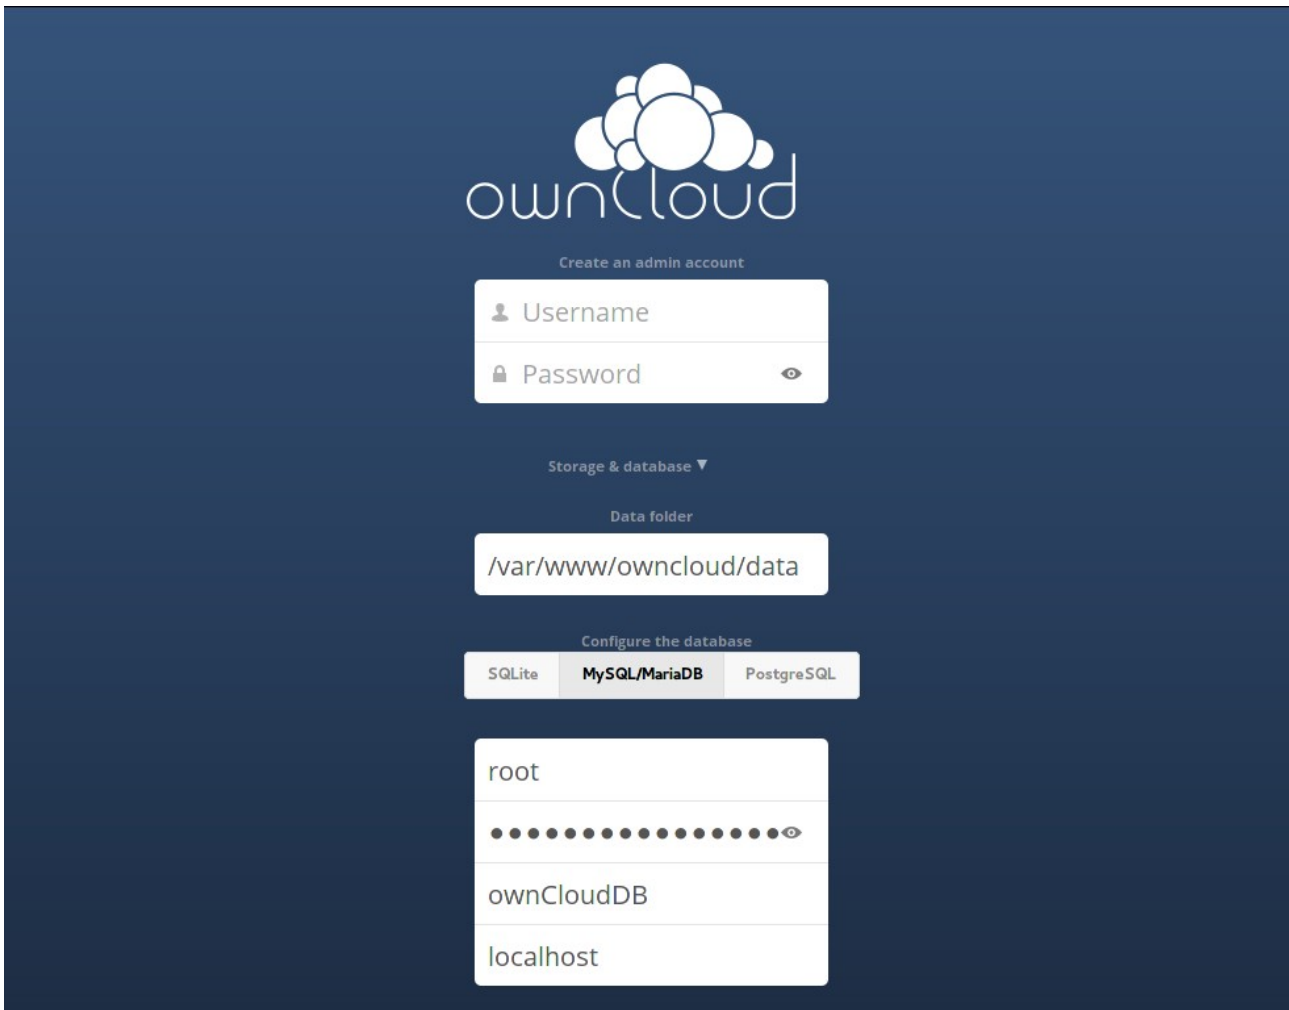 ownCloud
Create an admin account
Username
Password
Storage & database ▼
Data folder
/var/www/owncloud/data
Configure the database
SQLite MySQL/MariaDB PostgreSQL
root
●●●●●●●●●●●●●●●●
ownCloudDB
localhost